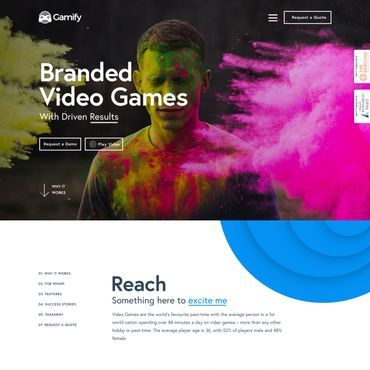 Gamify
Request a Quote
Branded
Video Games
With Driven Results
Request a Demo
Play Video
WHY IT
WORKS
01. WHY IT WORKS
02. FOR WHOM
03. FEATURES
04. SUCCESS STORIES
05. TAKEAWAY
07. REQUEST A QUOTE
Reach
Something here to excite me
Video Games are the world's favourite past-time with the average person in a 1st
world nation spending over 88 minutes a day on video games – more than any other
hobby or past-time. The average player age is 36, with 52% of players male and 48%
female.